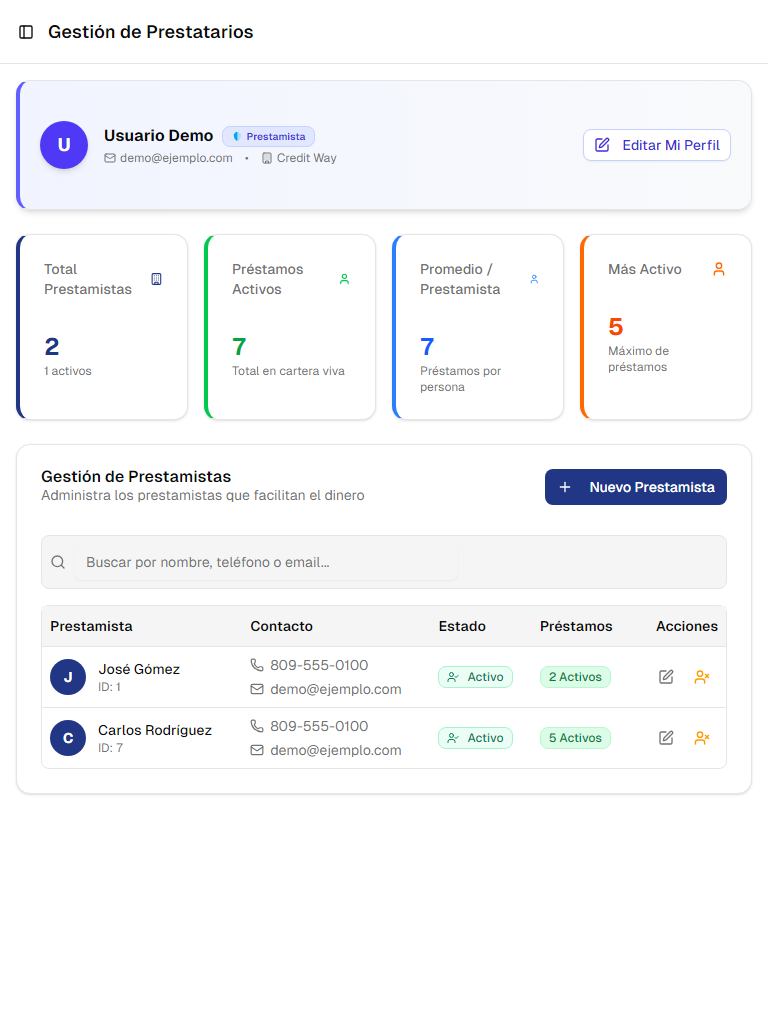 Gestión de Prestatarios
U
Usuario Demo
Prestamista
demo@ejemplo.com • Credit Way
Editar Mi Perfil
Total
Prestamistas
2
1 activos
Préstamos
Activos
7
Total en cartera viva
Promedio /
Prestamista
7
Préstamos por
persona
Más Activo
5
Máximo de
préstamos
Gestión de Prestamistas
Administra los prestamistas que facilitan el dinero
Nuevo Prestamista
Buscar por nombre, teléfono o email...
Prestamista Contacto Estado Préstamos Acciones
J
José Gómez
ID: 1
809-555-0100
demo@ejemplo.com
Activo
2 Activos
C
Carlos Rodríguez
ID: 7
809-555-0100
demo@ejemplo.com
Activo
5 Activos